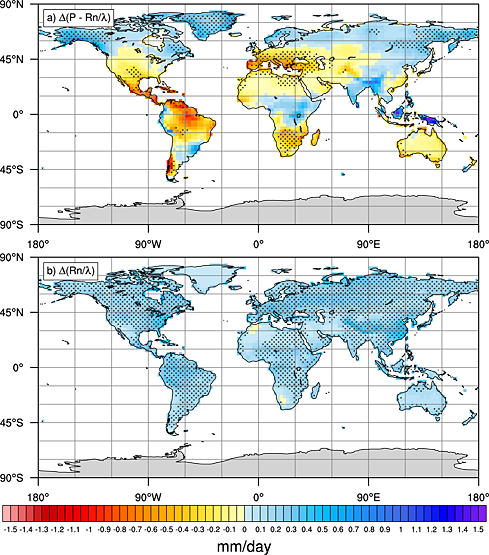 90°N
a) Δ(P - Rn/λ)
45°N
0°
45°S
90°S
180° 90°W 0° 90°E 180°
90°N
b) Δ(Rn/λ)
45°N
0°
45°S
90°S
180° 90°W 0° 90°E 180°
-1.5 -1.4 -1.3 -1.2 -1.1 -1 -0.9 -0.8 -0.7 -0.6 -0.5 -0.4 -0.3 -0.2 -0.1 0 0.1 0.2 0.3 0.4 0.5 0.6 0.7 0.8 0.9 1 1.1 1.2 1.3 1.4 1.5
mm/day